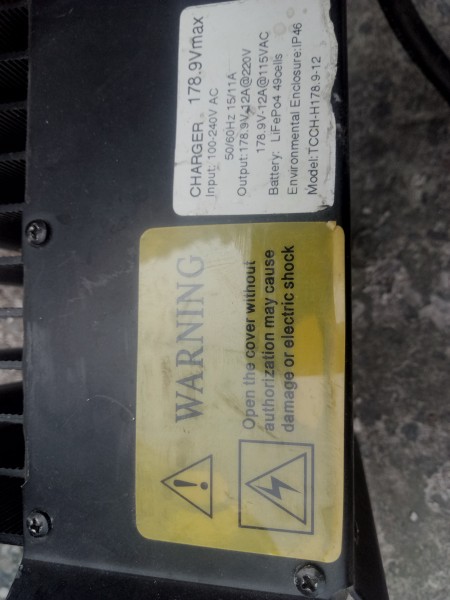 CHARGER 178.9Vmax
Input: 100-240V AC
50/60Hz 15/11A
Output:178.9V-12A@220V
178.9V-12A@115VAC
Battery: LiFePo4 49cells
Environmental Enclosure:IP46
Model:TCCH-H178.9-12
WARNING
Open the cover without
authorization may cause
damage or electric shock